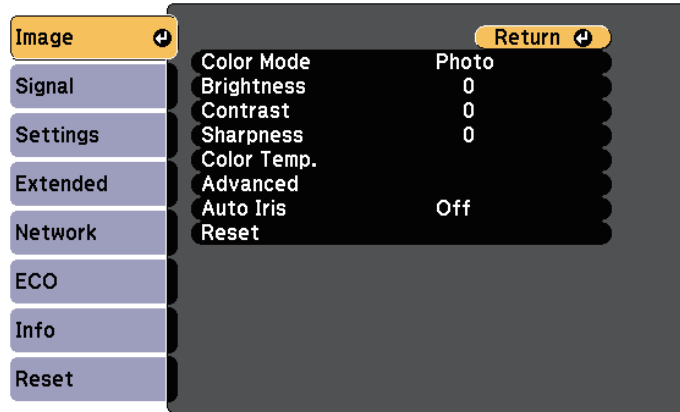 Image
Signal
Settings
Extended
Network
ECO
Info
Reset
Return
Color Mode Photo
Brightness 0
Contrast 0
Sharpness 0
Color Temp.
Advanced
Auto Iris Off
Reset